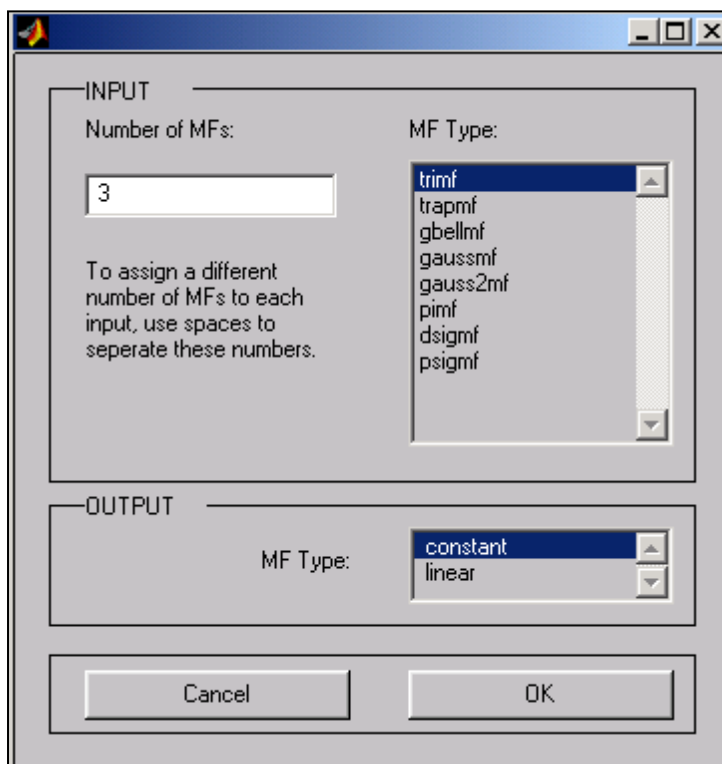 INPUT
Number of MFs:
3
To assign a different
number of MFs to each
input, use spaces to
seperate these numbers.
MF Type:
trimf
trapmf
gbellmf
gaussmf
gauss2mf
pimf
dsigmf
psigmf
OUTPUT
MF Type:
constant
linear
Cancel
OK